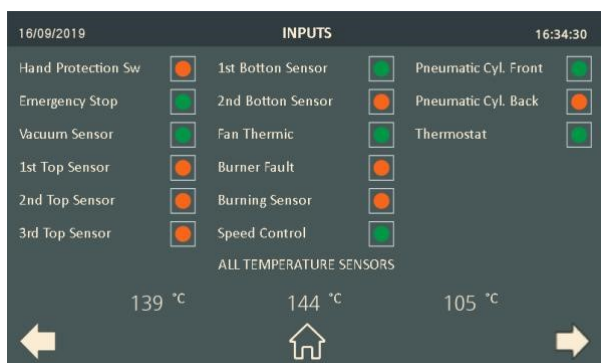 16/09/2019 INPUTS 16:34:30
Hand Protection Sw 1st Botton Sensor Pneumatic Cyl. Front
Emergency Stop 2nd Botton Sensor Pneumatic Cyl. Back
Vacuum Sensor Fan Thermic Thermostat
1st Top Sensor Burner Fault
2nd Top Sensor Burning Sensor
3rd Top Sensor Speed Control
ALL TEMPERATURE SENSORS
139 °C 144 °C 105 °C